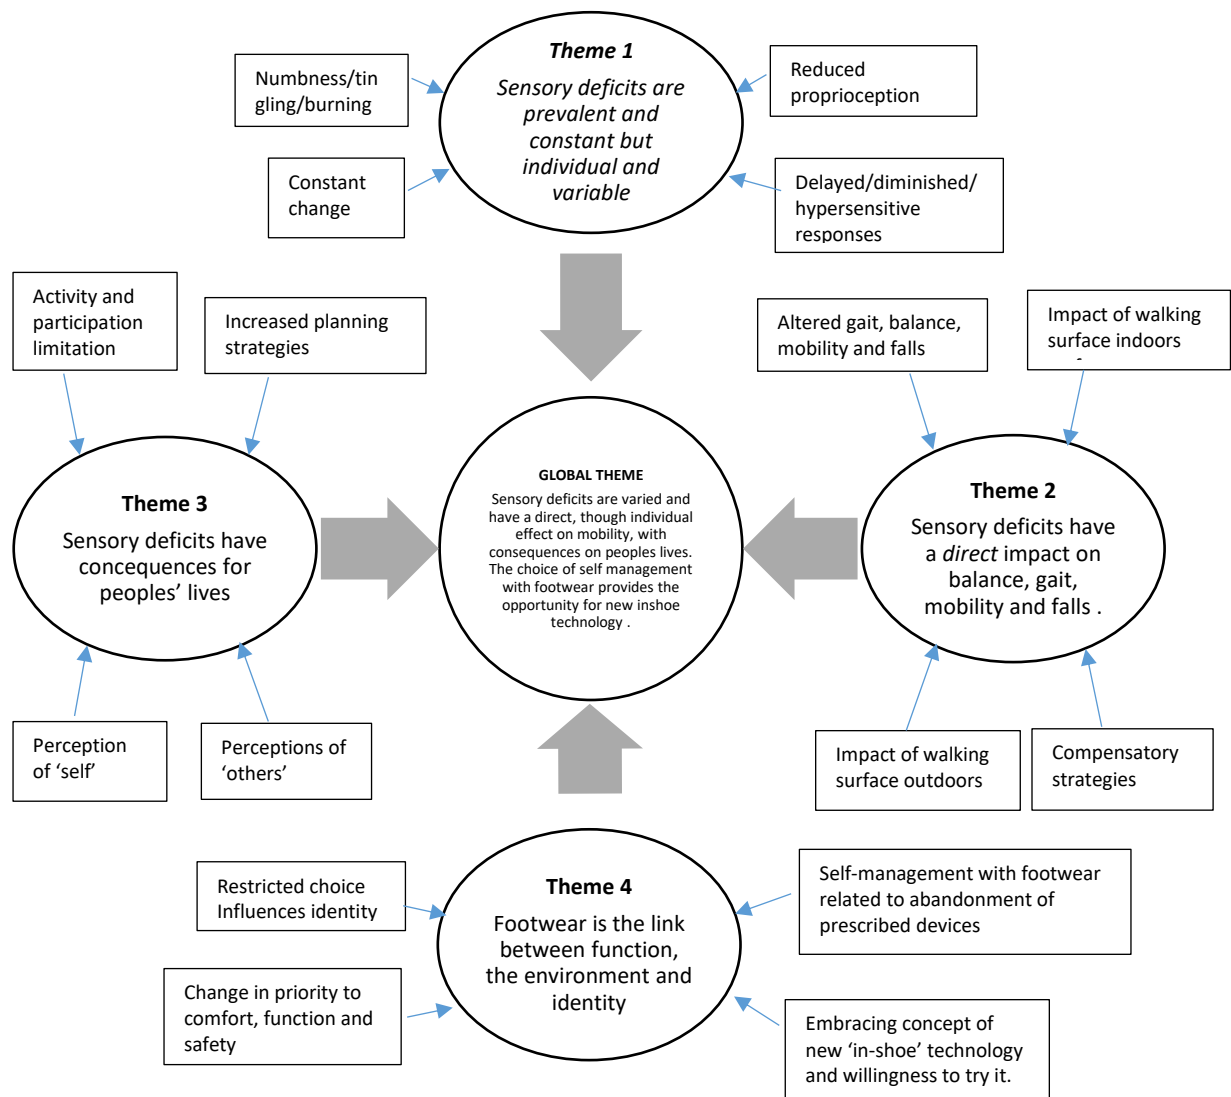 Theme 1
Sensory deficits are
prevalent and
constant but
individual and
variable
Numbness/tin
gling/burning
Reduced
proprioception
Constant
change
Delayed/diminished/
hypersensitive
responses
Activity and
participation
limitation
Increased planning
strategies
Altered gait, balance,
mobility and falls
Impact of walking
surface indoors
Theme 3
Sensory deficits have
concequences for
peoples’ lives
GLOBAL THEME
Sensory deficits are varied and
have a direct, though individual
effect on mobility, with
consequences on peoples lives.
The choice of self management
with footwear provides the
opportunity for new inshoe
technology .
Theme 2
Sensory deficits have
a direct impact on
balance, gait,
mobility and falls .
Perception
of ‘self’
Perceptions of
‘others’
Impact of walking
surface outdoors
Compensatory
strategies
Theme 4
Footwear is the link
between function,
the environment and
identity
Restricted choice
Influences identity
Self-management with footwear
related to abandonment of
prescribed devices
Change in priority to
comfort, function and
safety
Embracing concept of
new ‘in-shoe’ technology
and willingness to try it.